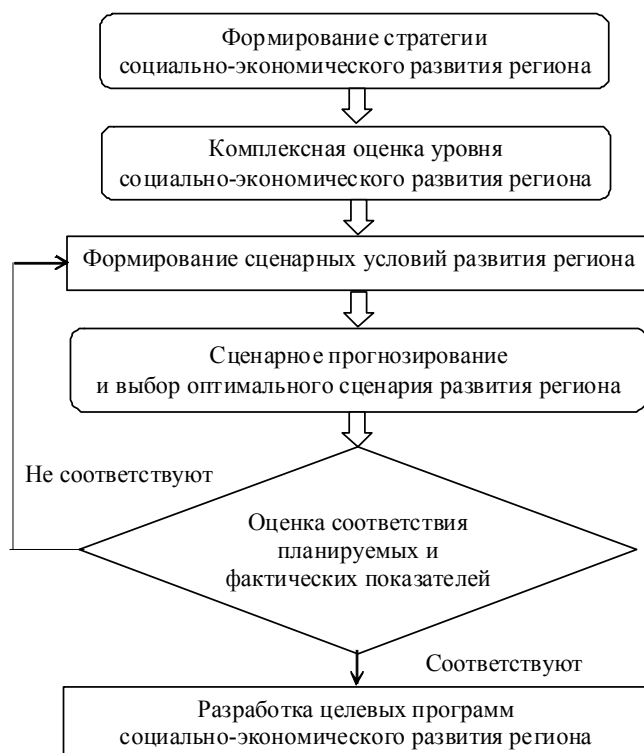 Формирование стратегии
социально-экономического развития региона
Комплексная оценка уровня
социально-экономического развития региона
Формирование сценарных условий развития региона
Сценарное прогнозирование
и выбор оптимального сценария развития региона
Не соответствуют
Оценка соответствия
планируемых и
фактических показателей
Соответствуют
Разработка целевых программ
социально-экономического развития региона